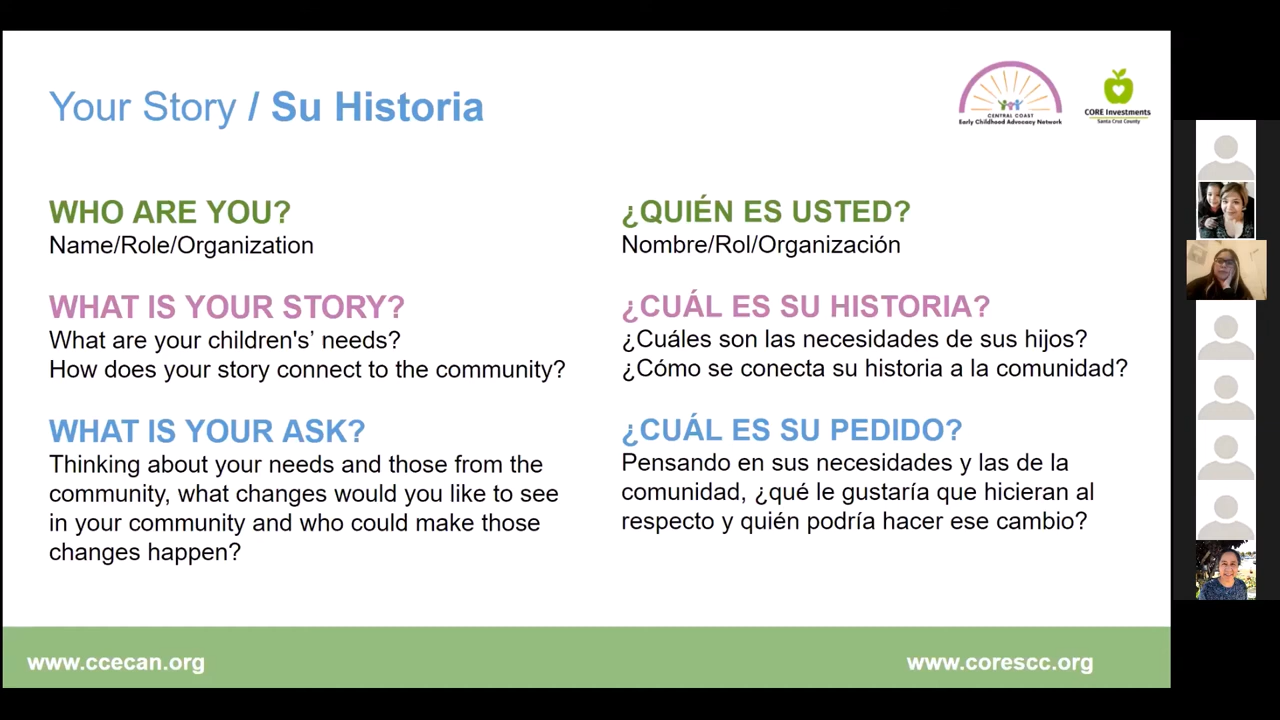 Your Story / Su Historia
CENTRAL COAST
Early Childhood Advocacy Network
CORE Investments
Santa Cruz County
WHO ARE YOU?
Name/Role/Organization
WHAT IS YOUR STORY?
What are your children's’ needs?
How does your story connect to the community?
WHAT IS YOUR ASK?
Thinking about your needs and those from the
community, what changes would you like to see
in your community and who could make those
changes happen?
¿QUIÉN ES USTED?
Nombre/Rol/Organización
¿CUÁL ES SU HISTORIA?
¿Cuáles son las necesidades de sus hijos?
¿Cómo se conecta su historia a la comunidad?
¿CUÁL ES SU PEDIDO?
Pensando en sus necesidades y las de la
comunidad, ¿qué le gustaría que hicieran al
respecto y quién podría hacer ese cambio?
www.ccecan.org
www.corescc.org